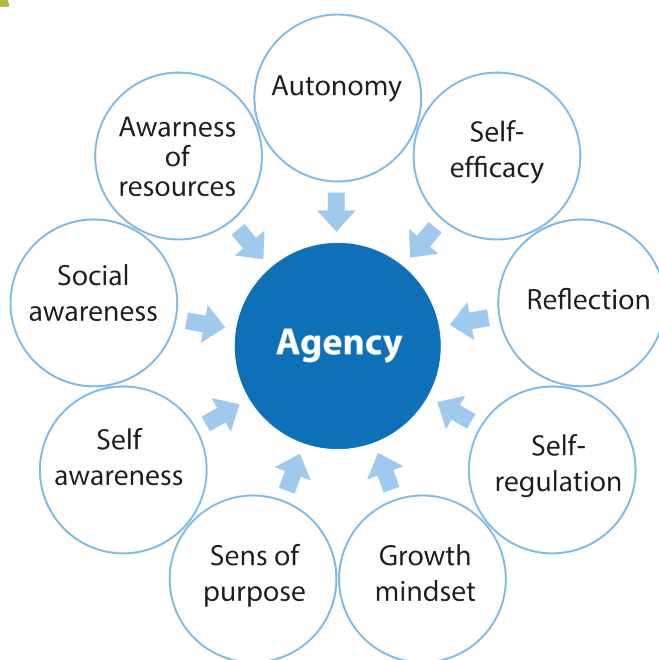 Autonomy
Self-
efficacy
Reflection
Self-
regulation
Growth
mindset
Sens of
purpose
Self
awareness
Social
awareness
Awarness
of
resources
Agency